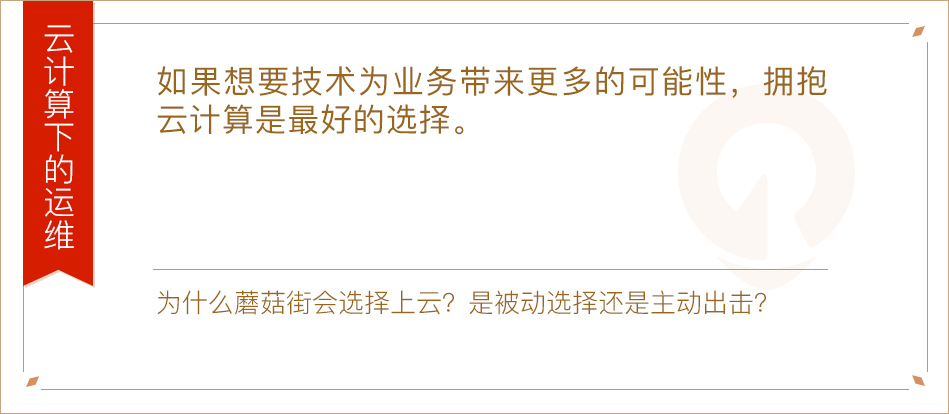 云计算下的运维
如果想要技术为业务带来更多的可能性，拥抱
云计算是最好的选择。
为什么蘑菇街会选择上云？是被动选择还是主动出击？